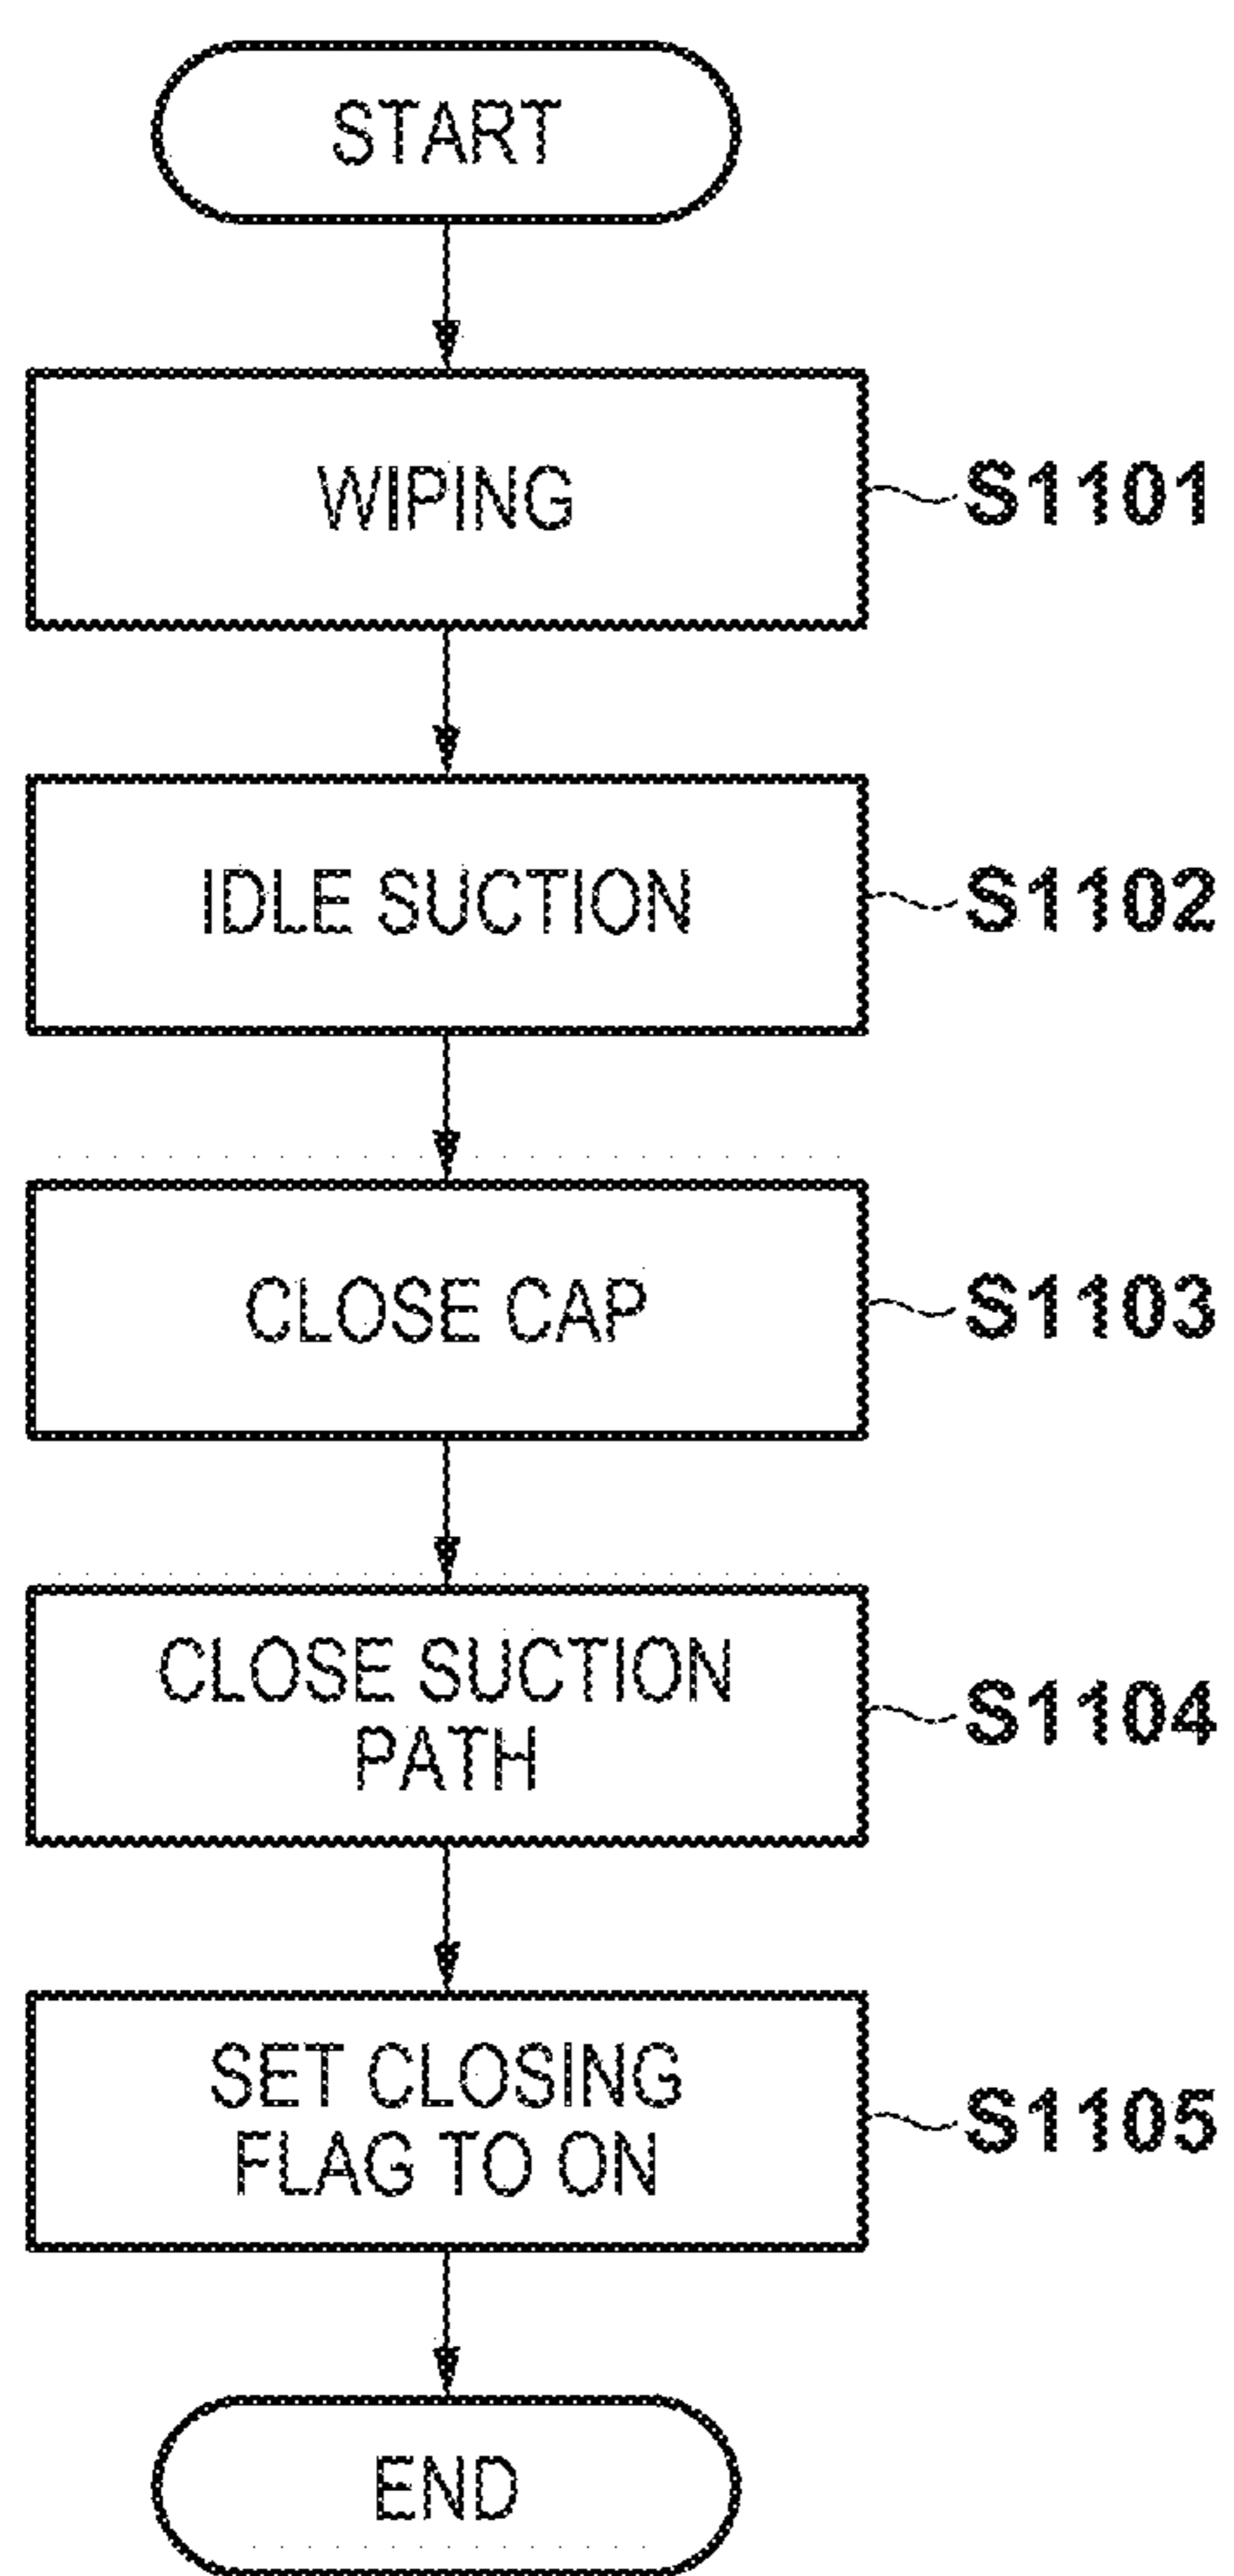 START
WIPING
S1101
IDLE SUCTION
S1102
CLOSE CAP
S1103
CLOSE SUCTION
PATH
S1104
SET CLOSING
FLAG TO ON
S1105
END